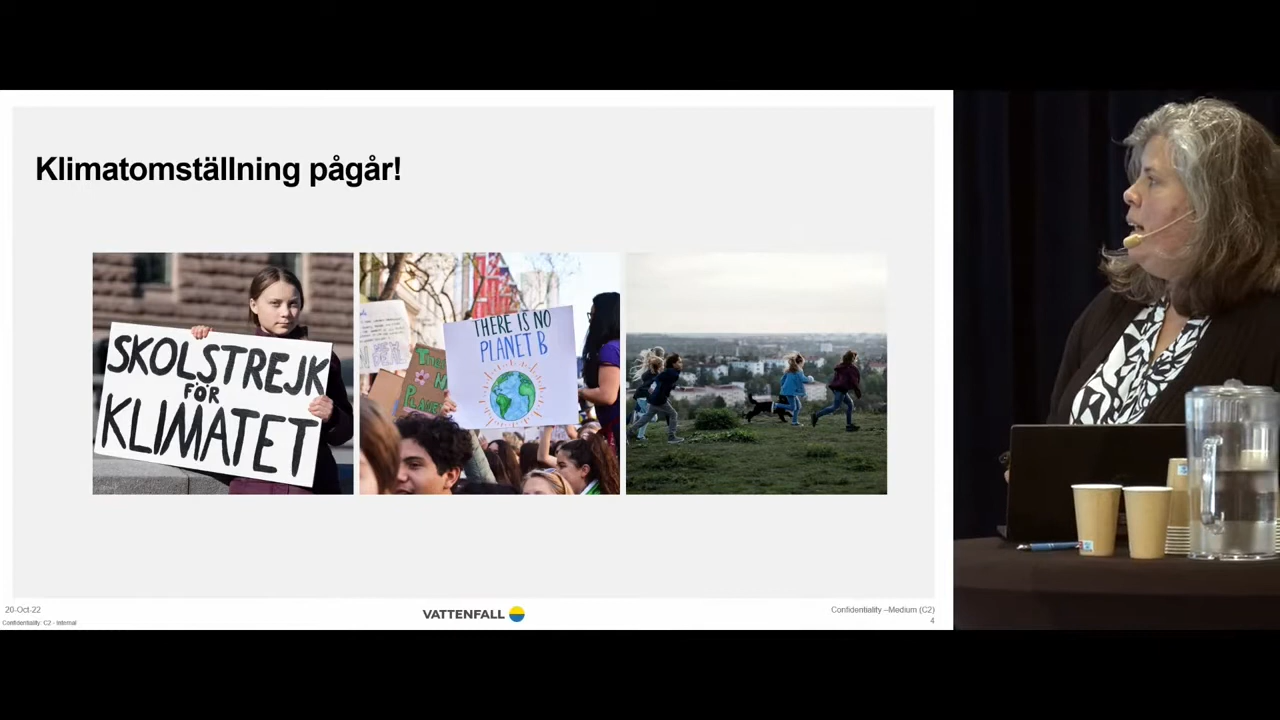 Klimatomställning pågår!
SKOLSTREJK
FÖR
KLIMATET
THERE IS NO
PLANET B
20-Oct-22
Confidentiality: C2 - Internal
VATTENFALL
Confidentiality –Medium (C2)
4